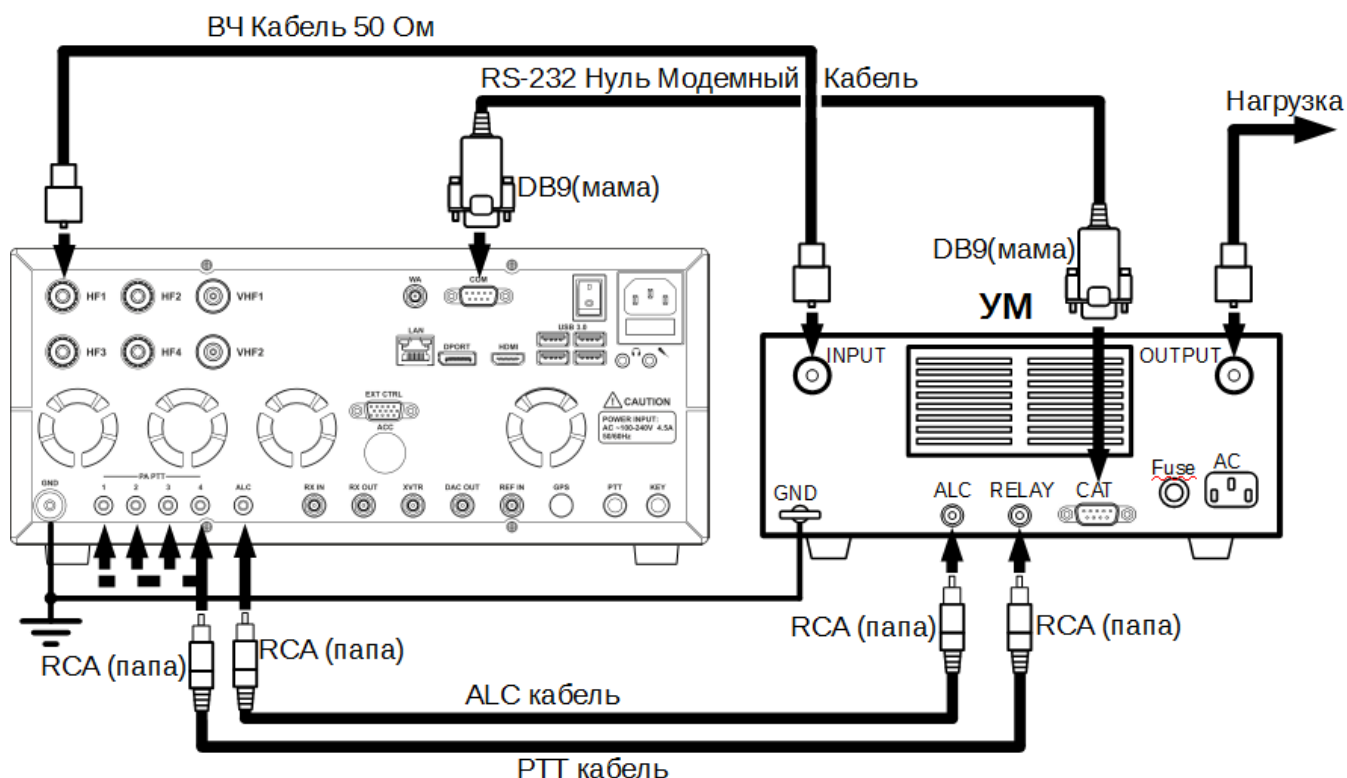 ВЧ Кабель 50 Ом
RS-232 Нуль Модемный Кабель
Нагрузка
DB9(мама)
DB9(мама)
УМ
HF1
HF2
VHF1
WA
COM
HF3
HF4
VHF2
LAN
DPORT
HDMI
USB 3.0
INPUT
OUTPUT
EXT CTRL
ACC
CAUTION
POWER INPUT:
AC ~100-240V 4.5A
50/60Hz
GND
PA PTT
1
2
3
4
ALC
RX IN
RX OUT
XVTR
DAC OUT
REF IN
GPS
PTT
KEY
GND
ALC
RELAY
CAT
Fuse
AC
RCA (папа)
RCA (папа)
RCA (папа)
RCA (папа)
ALC кабель
PTT кабель